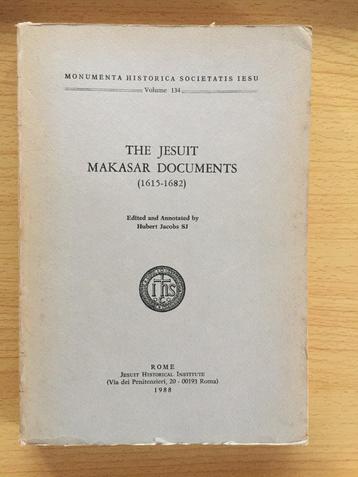 MONUMENTA HISTORICA SOCIETATIS IESU
Volume 134
THE JESUIT
MAKASAR DOCUMENTS
(1615-1682)
Edited and Annotated by
Hubert Jacobs SJ
IHS
ROME
JESUIT HISTORICAL INSTITUTE
(Via dei Penitenzieri, 20 - 00193 Roma)
1988